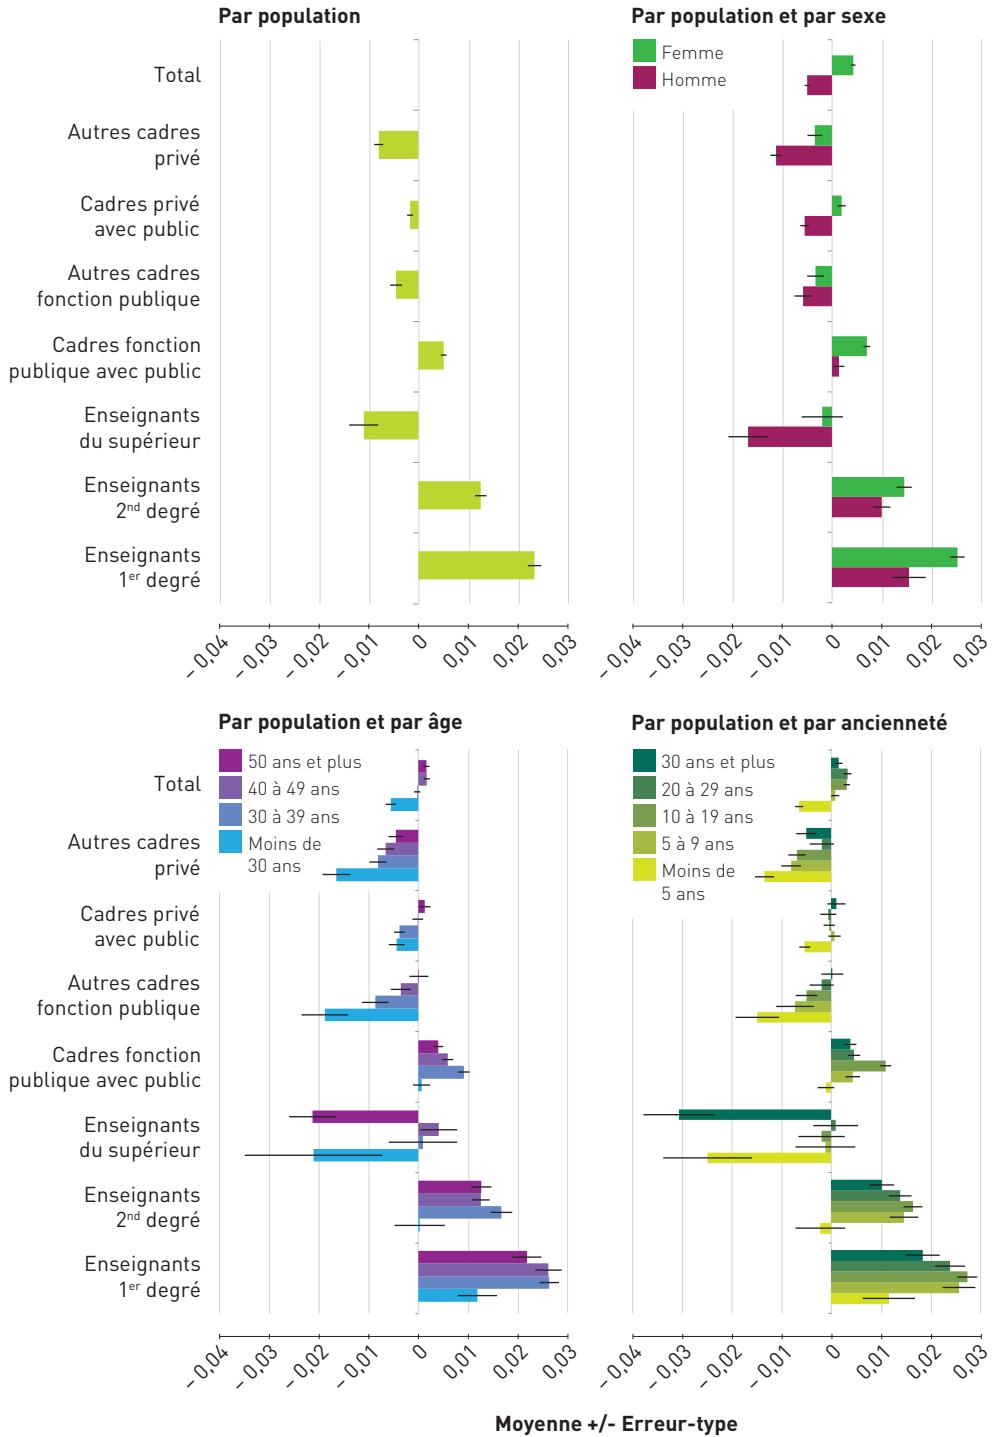 Par population
Par population et par sexe
Femme
Homme
Total
Autres cadres
privé
Cadres privé
avec public
Autres cadres
fonction publique
Cadres fonction
publique avec public
Enseignants
du supérieur
Enseignants
2nd degré
Enseignants
1er degré
– 0,04 – 0,03 – 0,02 – 0,01 0 0,01 0,02 0,03
– 0,04 – 0,03 – 0,02 – 0,01 0 0,01 0,02 0,03
Par population et par âge
Par population et par ancienneté
50 ans et plus
40 à 49 ans
30 à 39 ans
Moins de
30 ans
30 ans et plus
20 à 29 ans
10 à 19 ans
5 à 9 ans
Moins de
5 ans
Total
Autres cadres
privé
Cadres privé
avec public
Autres cadres
fonction publique
Cadres fonction
publique avec public
Enseignants
du supérieur
Enseignants
2nd degré
Enseignants
1er degré
– 0,04 – 0,03 – 0,02 – 0,01 0 0,01 0,02 0,03
– 0,04 – 0,03 – 0,02 – 0,01 0 0,01 0,02 0,03
Moyenne +/- Erreur-type